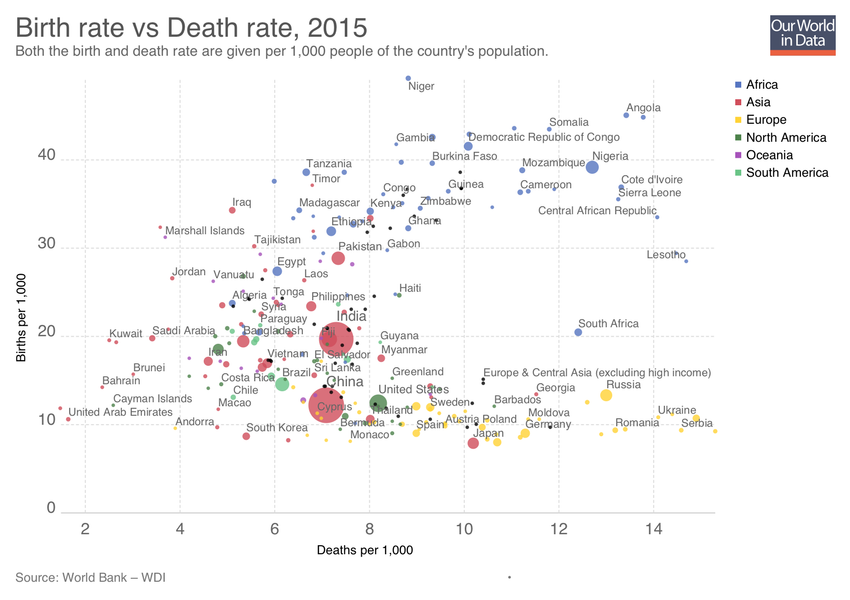 Birth rate vs Death rate, 2015
Both the birth and death rate are given per 1,000 people of the country's population.
Our World
in Data
Africa
Asia
Europe
North America
Oceania
South America
Niger
Angola
Somalia
Gambia
Democratic Republic of Congo
40
Burkina Faso
Nigeria
Tanzania
Mozambique
Timor
Congo
Guinea
Cameroon
Cote d'Ivoire
Sierra Leone
Iraq
Madagascar
Kenya
Zimbabwe
Central African Republic
Marshall Islands
Ethiopia
Ghana
30
Tajikistan
Pakistan
Gabon
Lesotho
Jordan
Vanuatu
Egypt
Laos
Algeria
Tonga
Philippines
Haiti
Syria
India
Paraguay
South Africa
20
Kuwait
Saudi Arabia
Bangladesh
Fiji
Guyana
Iran
Vietnam
El Salvador
Myanmar
Brunei
Sri Lanka
Bahrain
Costa Rica
Brazil
China
Greenland
Europe & Central Asia (excluding high income)
Cayman Islands
Chile
United States
Georgia
Russia
Macao
Cyprus
Thailand
Sweden
Barbados
United Arab Emirates
Moldova
Ukraine
10
Andorra
South Korea
Bermuda
Spain
Austria
Poland
Germany
Romania
Serbia
Monaco
Japan
0
2
4
6
8
10
12
14
Births per 1,000
Deaths per 1,000
Source: World Bank – WDI